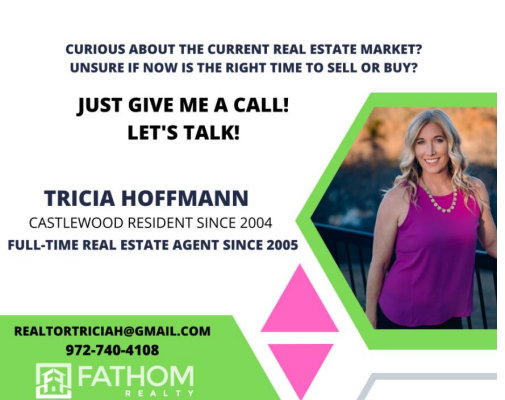 CURIOUS ABOUT THE CURRENT REAL ESTATE MARKET?
UNSURE IF NOW IS THE RIGHT TIME TO SELL OR BUY?
JUST GIVE ME A CALL!
LET'S TALK!
TRICIA HOFFMANN
CASTLEWOOD RESIDENT SINCE 2004
FULL-TIME REAL ESTATE AGENT SINCE 2005
REALTORTRICIAH@GMAIL.COM
972-740-4108
FATHOM
REALTY